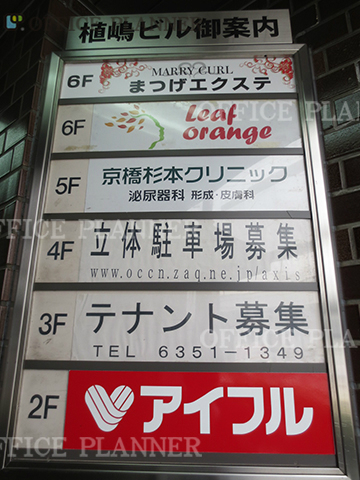 OFFICE PLANNER
植嶋ビル御案内
6F
MARRY CURL
まつげエクステ
6F
Leaf
orange
5F
京橋杉本クリニック
泌尿器科 形成・皮膚科
4F
立体駐車場募集
www.occn.zaq.ne.jp/axis
3F
テナント募集
TEL 6351-1349
2F
アイフル
OFFICE PLANNER